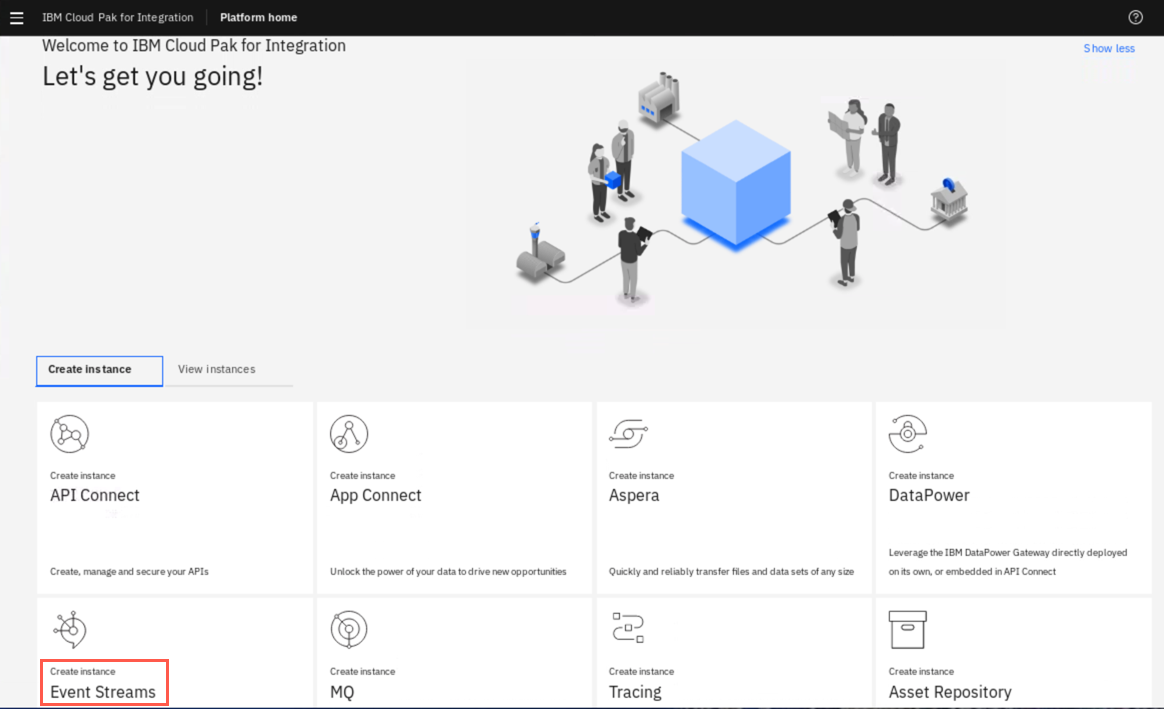 IBM Cloud Pak for Integration Platform home
Welcome to IBM Cloud Pak for Integration
Show less
Let's get you going!
Create instance View instances
Create instance
API Connect
Create, manage and secure your APIs
Create instance
App Connect
Unlock the power of your data to drive new opportunities
Create instance
Aspera
Quickly and reliably transfer files and data sets of any size
Create instance
DataPower
Leverage the IBM DataPower Gateway directly deployed
on its own, or embedded in API Connect
Create instance
Event Streams
Create instance
MQ
Create instance
Tracing
Create instance
Asset Repository